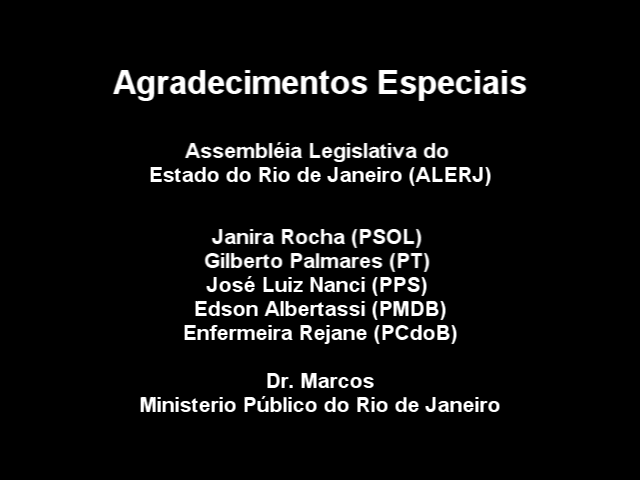 Agradecimentos Especiais
Assembléia Legislativa do
Estado do Rio de Janeiro (ALERJ)
Janira Rocha (PSOL)
Gilberto Palmares (PT)
José Luiz Nanci (PPS)
Edson Albertassi (PMDB)
Enfermeira Rejane (PCdoB)
Dr. Marcos
Ministerio Público do Rio de Janeiro